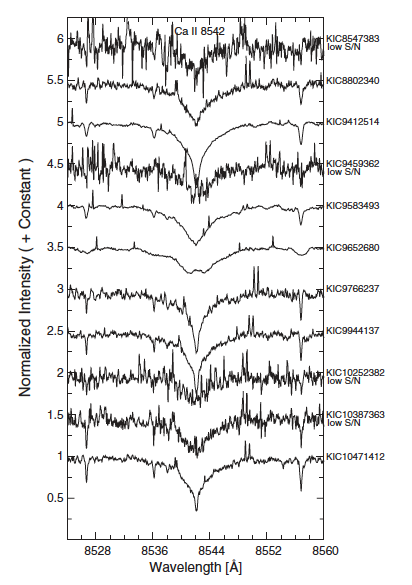 Ca II 8542
6
KIC8547383
low S/N
5.5
KIC8802340
5
KIC9412514
4.5
KIC9459362
low S/N
4
KIC9583493
3.5
KIC9652680
3
KIC9766237
2.5
KIC9944137
2
KIC10252382
low S/N
1.5
KIC10387363
low S/N
1
KIC10471412
0.5
Normalized Intensity ( + Constant )
8528 8536 8544 8552 8560
Wavelength [Å]